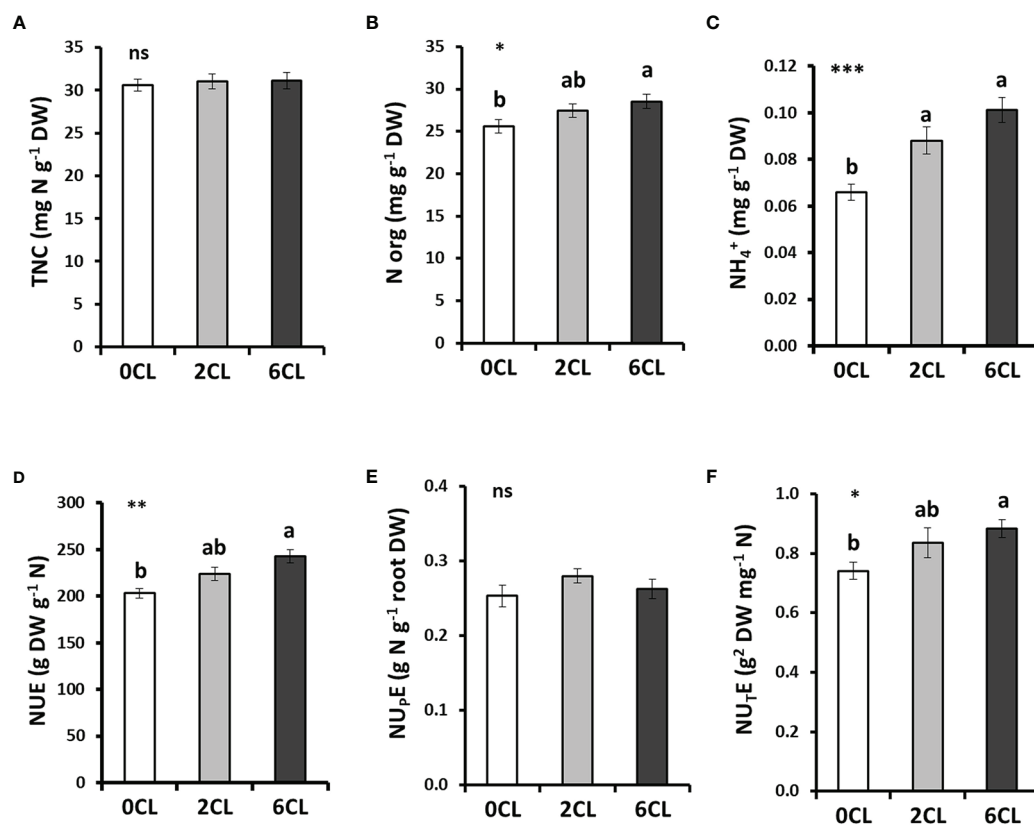 A
TNC (mg N g⁻¹ DW)
35
30
25
20
15
10
5
0
ns
0CL 2CL 6CL
B
N org (mg g⁻¹ DW)
35
30
25
20
15
10
5
0
*
b ab a
0CL 2CL 6CL
C
NH₄⁺ (mg g⁻¹ DW)
0.12
0.10
0.08
0.06
0.04
0.02
0.00
***
b a a
0CL 2CL 6CL
D
NUE (g DW g⁻¹ N)
300
250
200
150
100
50
0
**
b ab a
0CL 2CL 6CL
E
NUₚE (g N g⁻¹ root DW)
0.4
0.3
0.2
0.1
0.0
ns
0CL 2CL 6CL
F
NU_TE (g² DW mg⁻¹ N)
1.0
0.8
0.6
0.4
0.2
0.0
*
b ab a
0CL 2CL 6CL